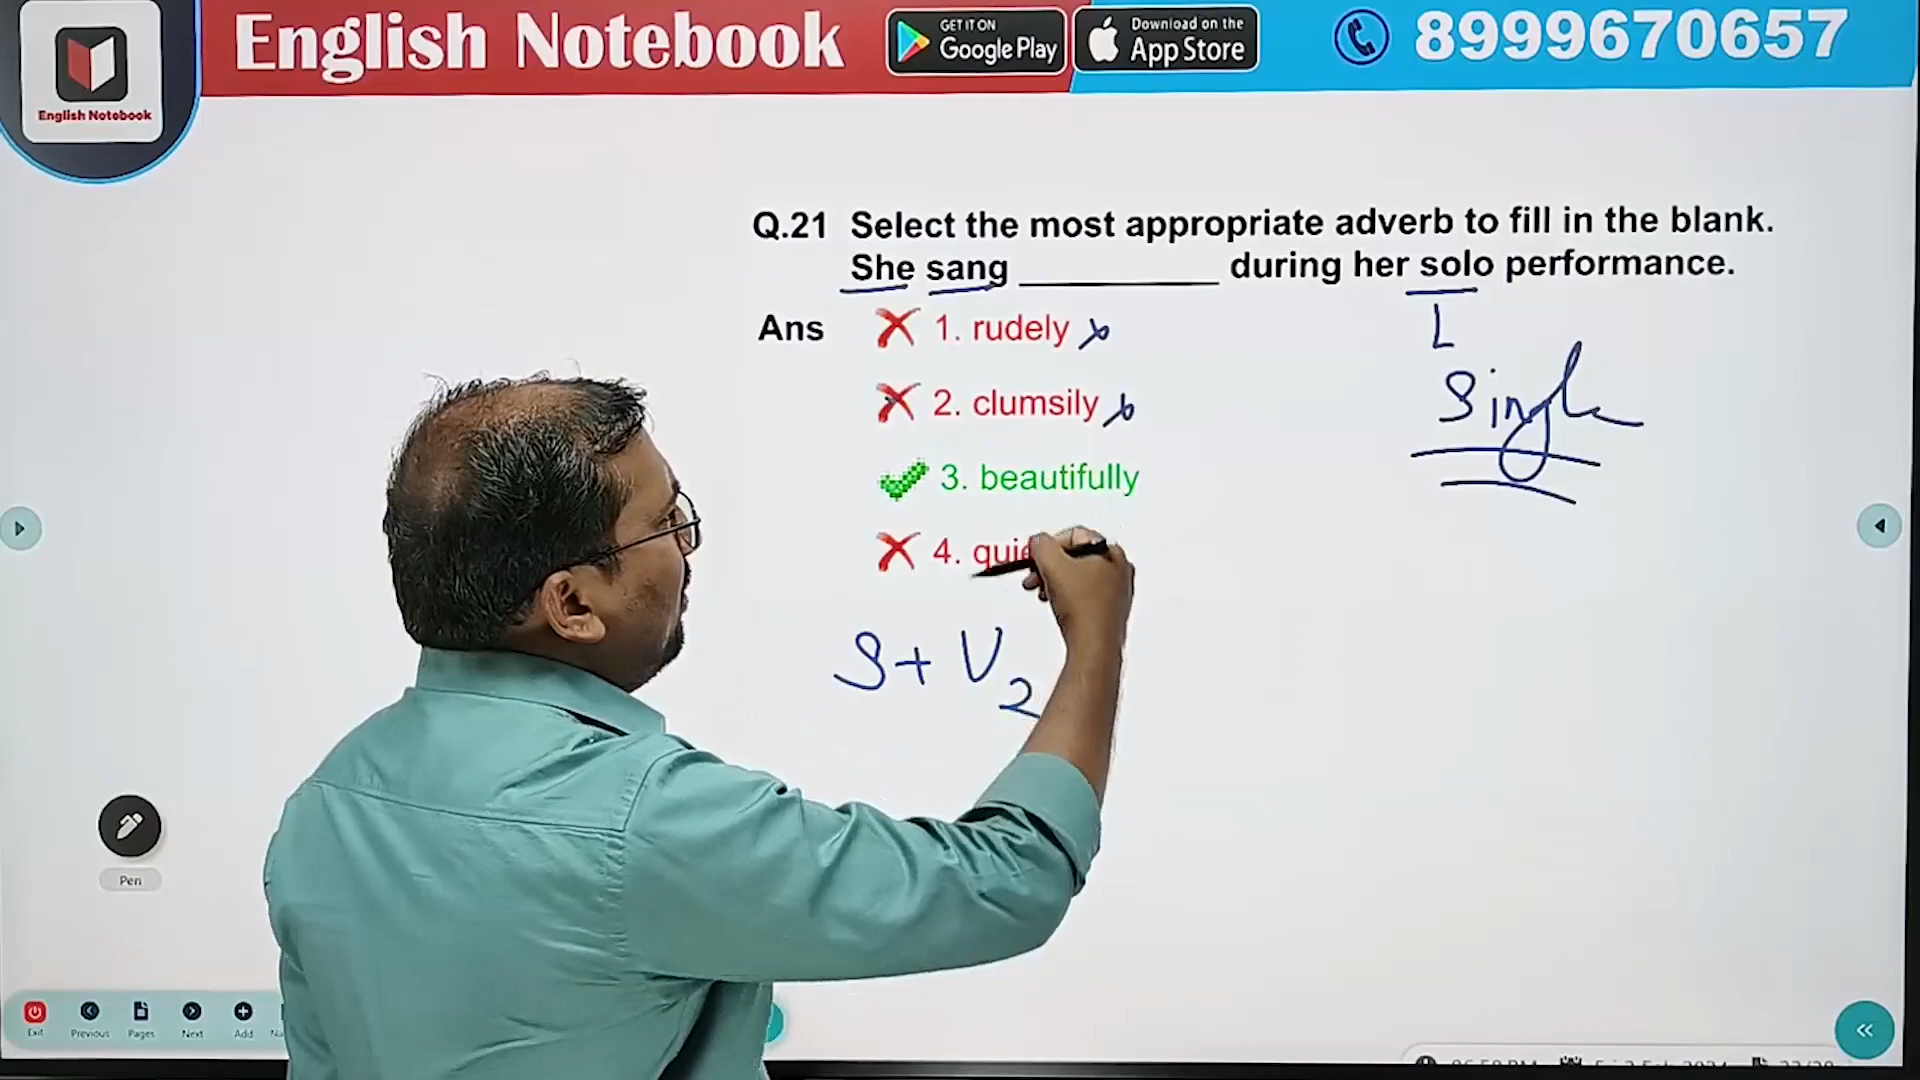 English Notebook
GET IT ON
Google Play
Download on the
App Store
8999670657
English Notobook
Q.21 Select the most appropriate adverb to fill in the blank.
She sang __________ during her solo performance.
Ans
1. rudely
2. clumsily
3. beautifully
4.
Single
S + V2
Pen
Exit
Previous
Pages
Next
Add